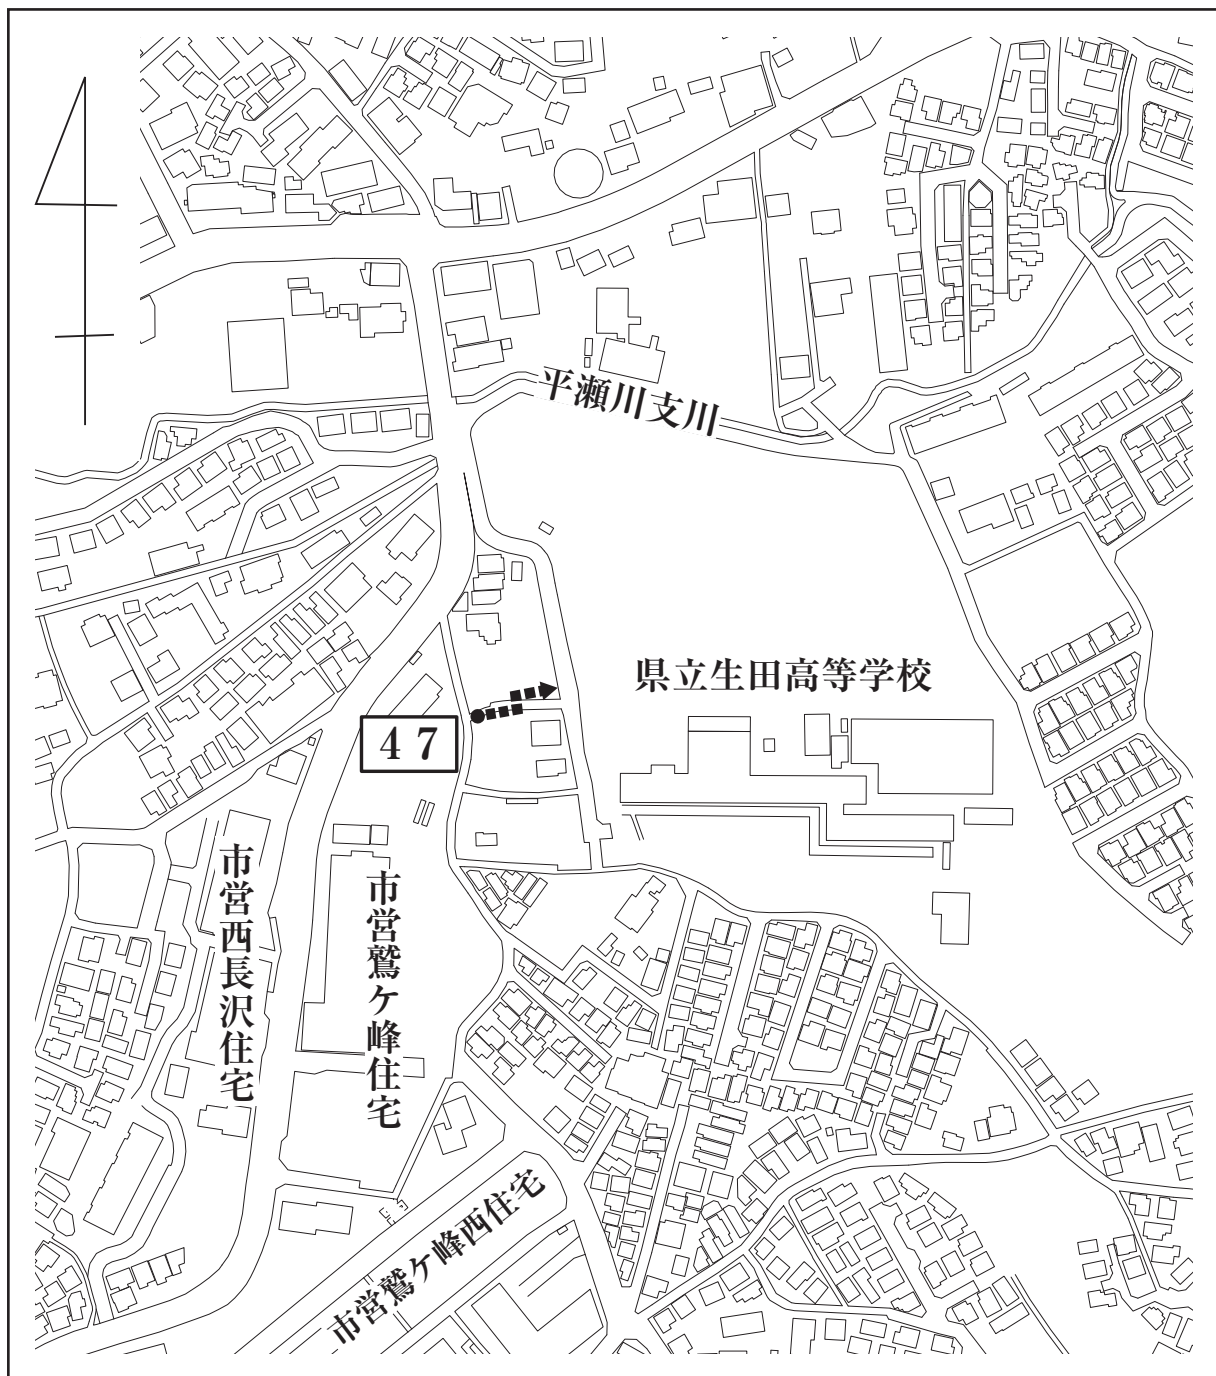 平瀬川支川
県立生田高等学校
47
市営西長沢住宅
市営鷲ケ峰住宅
市営鷲ケ峰西住宅